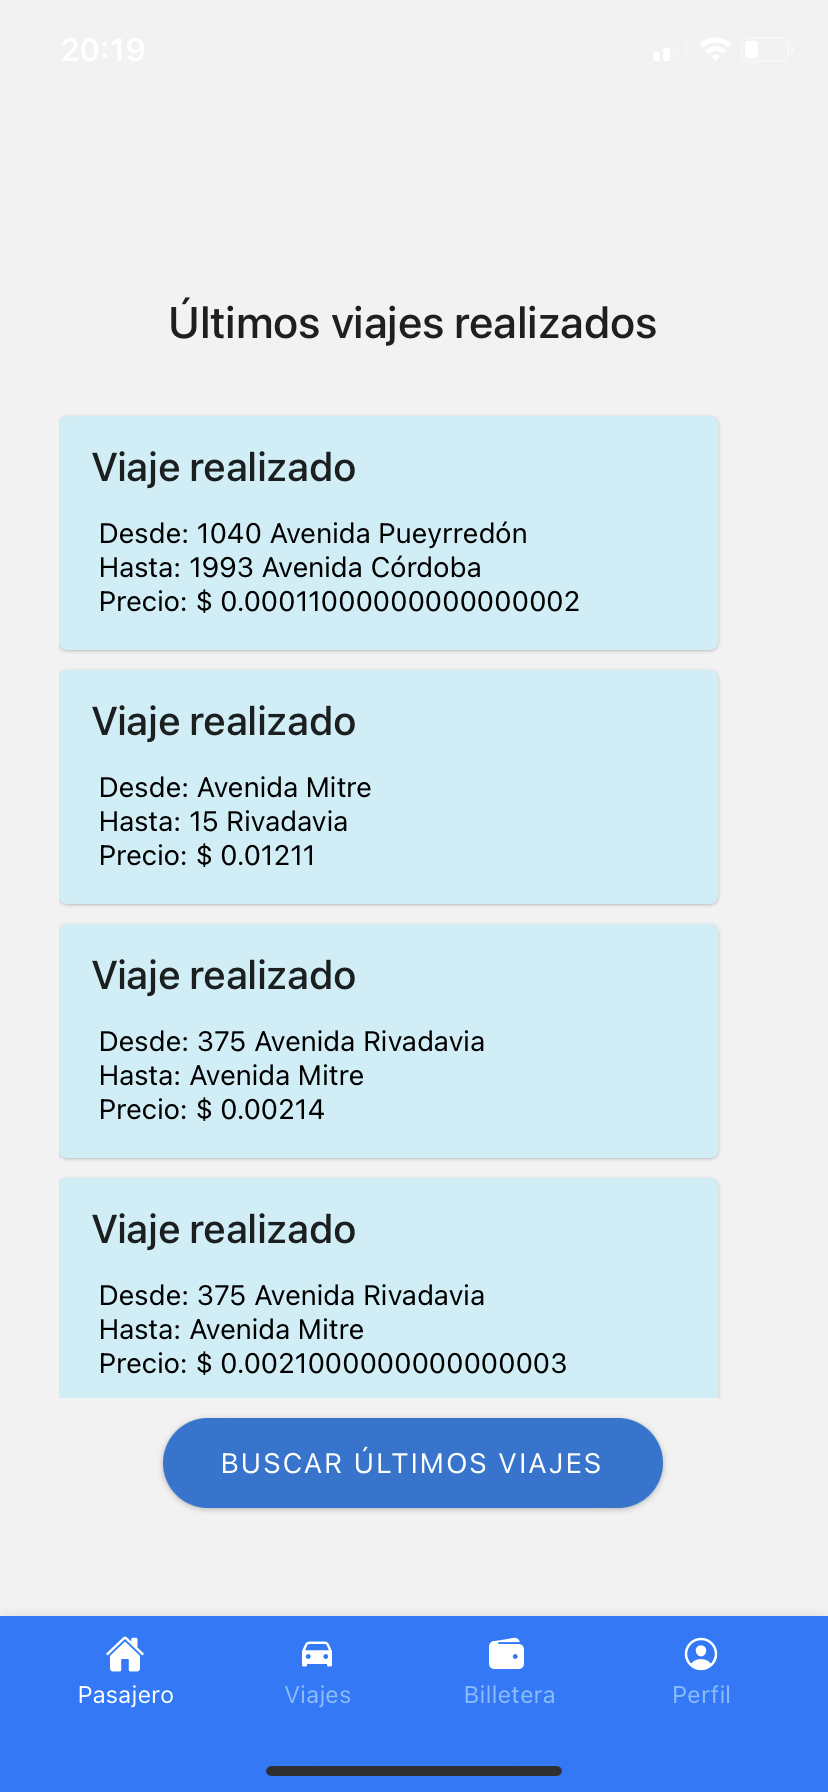 20:19
Últimos viajes realizados
Viaje realizado
Desde: 1040 Avenida Pueyrredón
Hasta: 1993 Avenida Córdoba
Precio: $ 0.00011000000000000002
Viaje realizado
Desde: Avenida Mitre
Hasta: 15 Rivadavia
Precio: $ 0.01211
Viaje realizado
Desde: 375 Avenida Rivadavia
Hasta: Avenida Mitre
Precio: $ 0.00214
Viaje realizado
Desde: 375 Avenida Rivadavia
Hasta: Avenida Mitre
Precio: $ 0.0021000000000000003
BUSCAR ÚLTIMOS VIAJES
Pasajero
Viajes
Billetera
Perfil